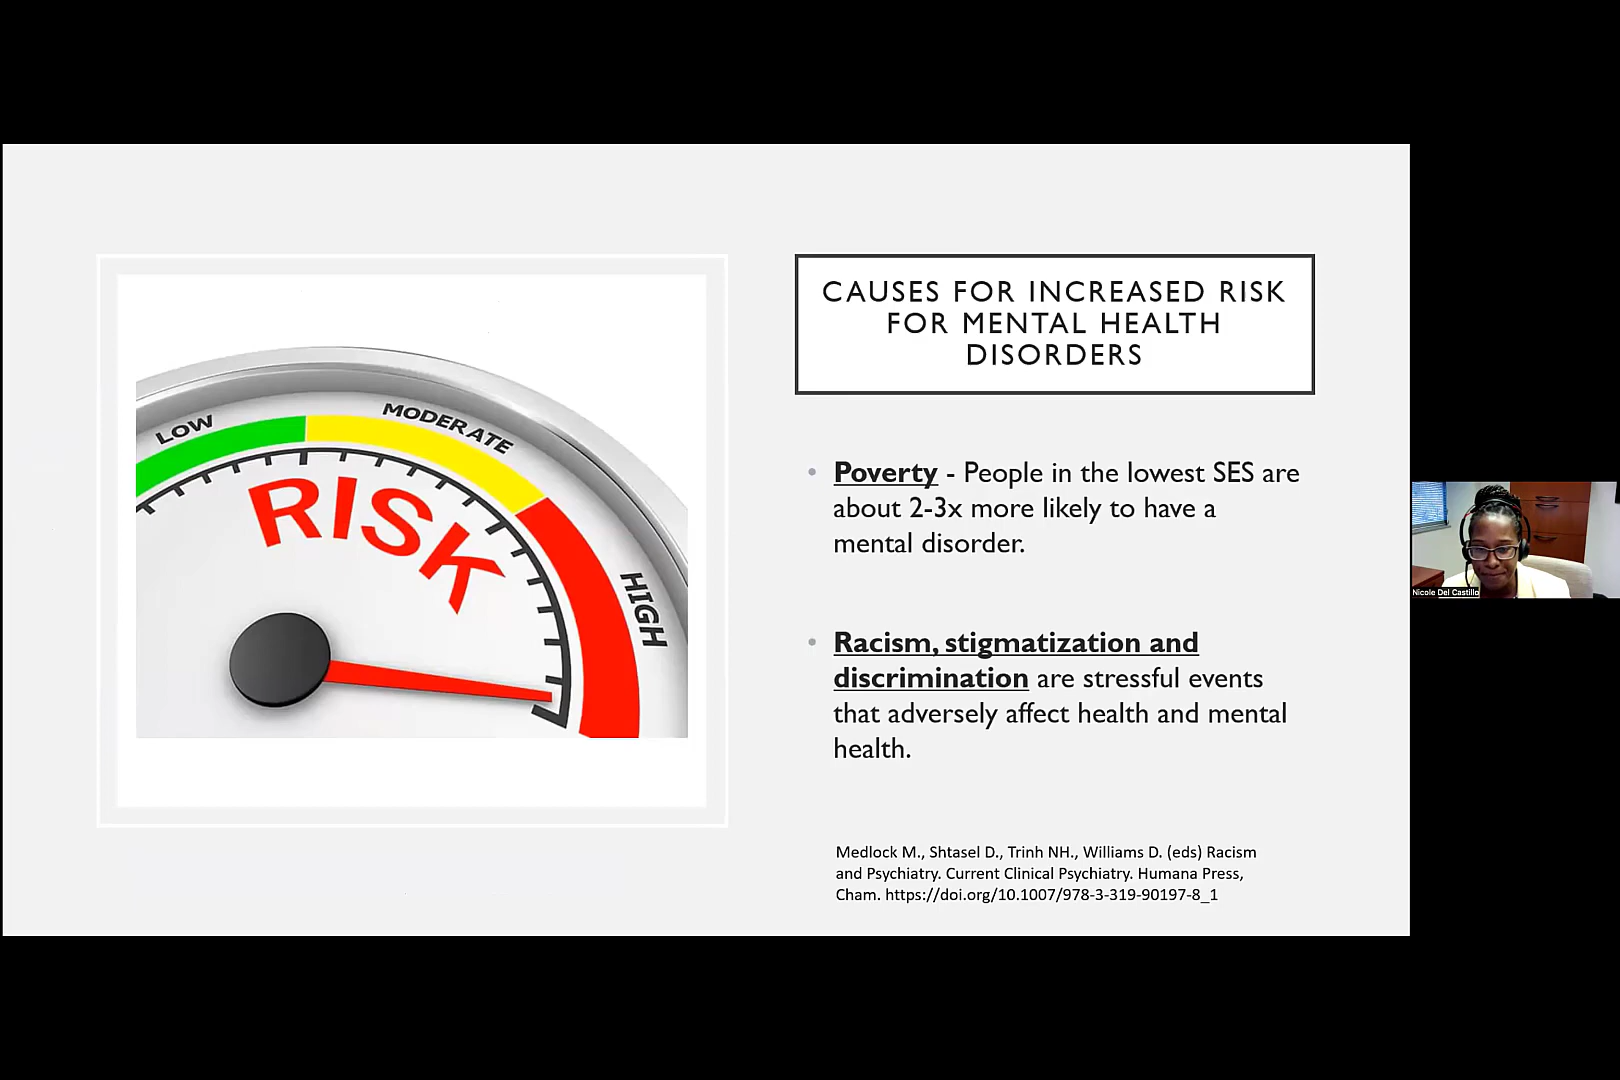 LOW
MODERATE
HIGH
RISK
CAUSES FOR INCREASED RISK
FOR MENTAL HEALTH
DISORDERS
• Poverty - People in the lowest SES are
about 2-3x more likely to have a
mental disorder.
• Racism, stigmatization and
discrimination are stressful events
that adversely affect health and mental
health.
Medlock M., Shtasel D., Trinh NH., Williams D. (eds) Racism
and Psychiatry. Current Clinical Psychiatry. Humana Press,
Cham. https://doi.org/10.1007/978-3-319-90197-8_1
Nicole Del Castillo